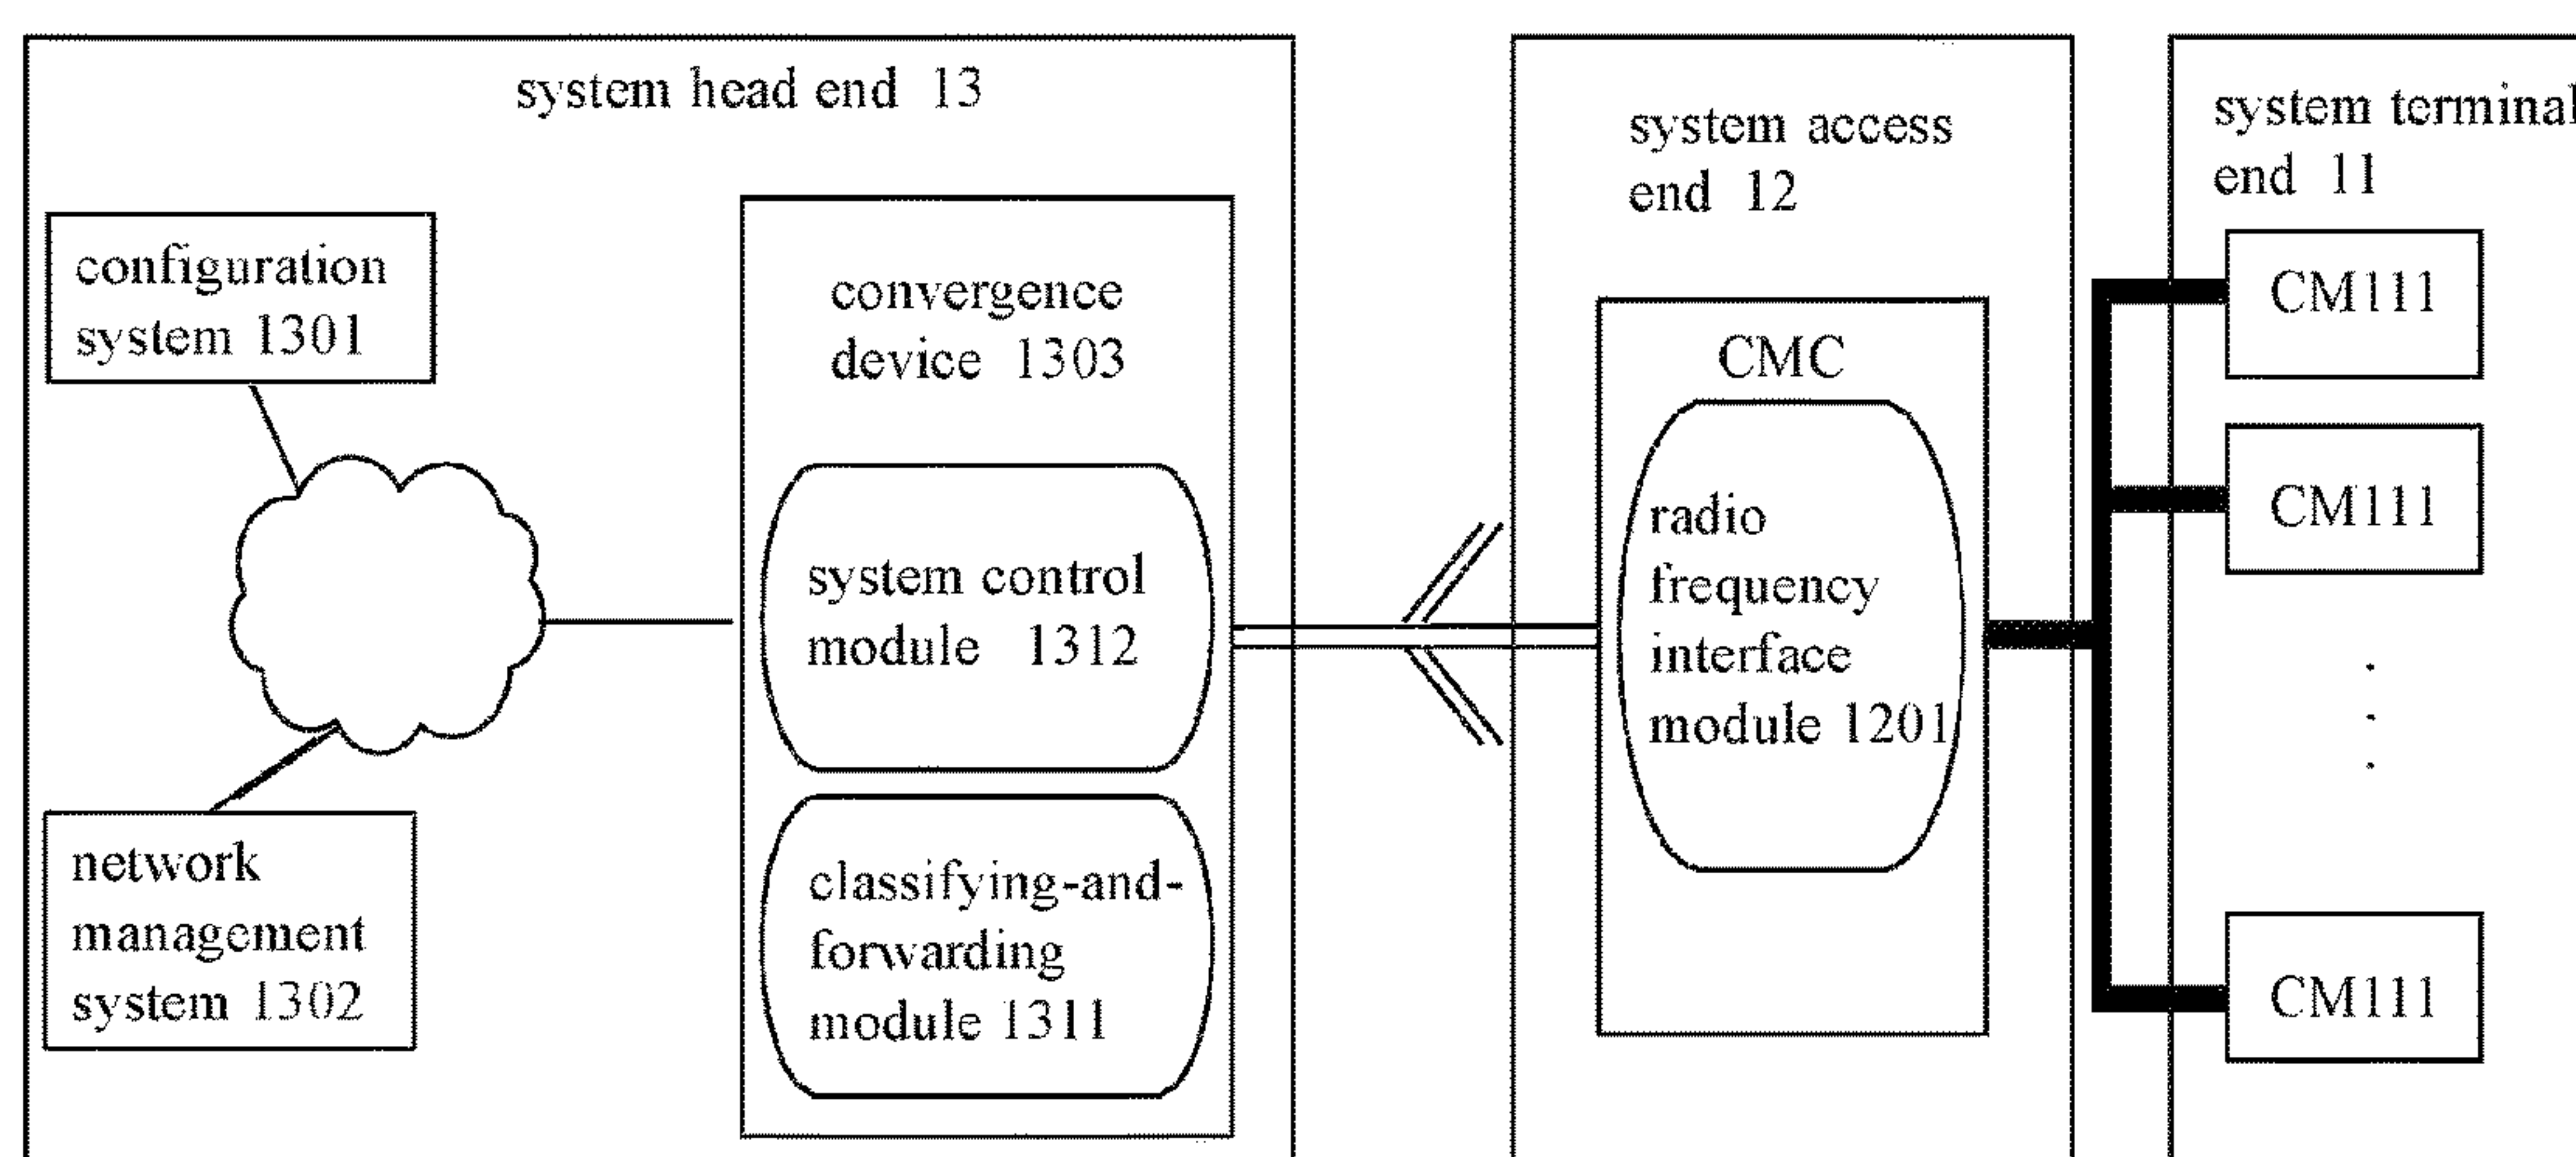 system head end 13
configuration
system 1301
network
management
system 1302
convergence
device 1303
system control
module 1312
classifying-and-
forwarding
module 1311
system access
end 12
CMC
radio
frequency
interface
module 1201
system terminal
end 11
CM111
CM111
CM111